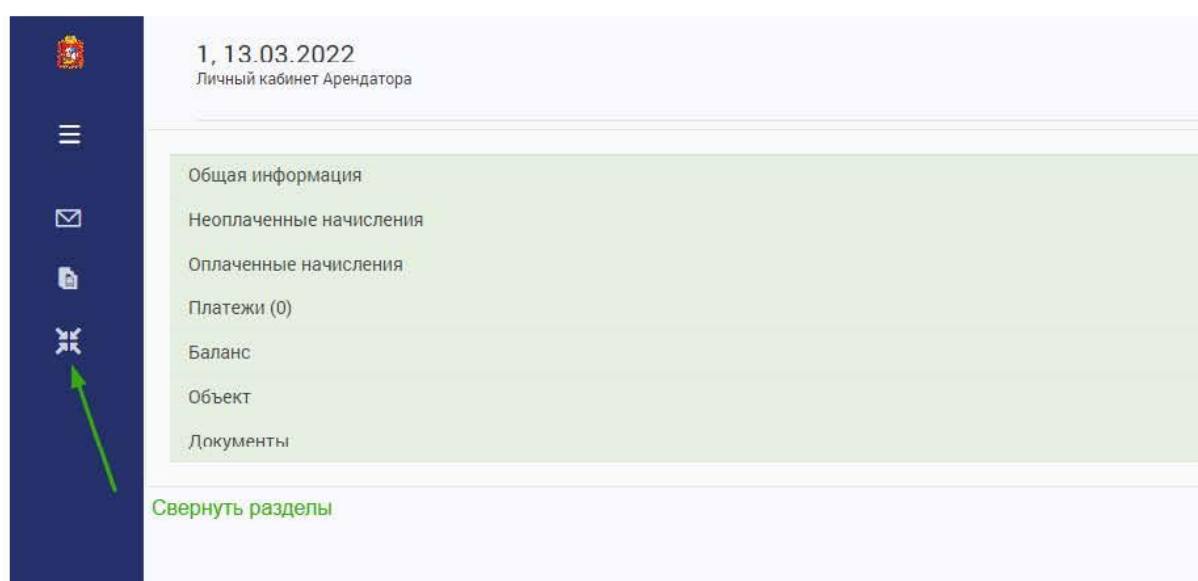 1, 13.03.2022
Личный кабинет Арендатора
Общая информация
Неоплаченные начисления
Оплаченные начисления
Платежи (0)
Баланс
Объект
Документы
Свернуть разделы